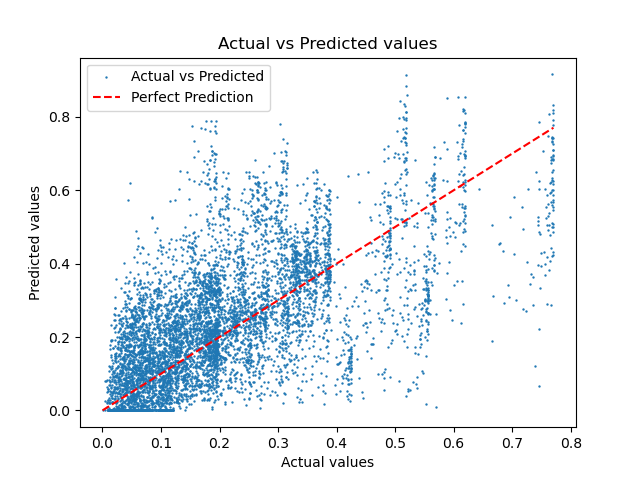 Actual vs Predicted values
Actual vs Predicted
Perfect Prediction
Predicted values
0.8
0.6
0.4
0.2
0.0
0.0 0.1 0.2 0.3 0.4 0.5 0.6 0.7 0.8
Actual values